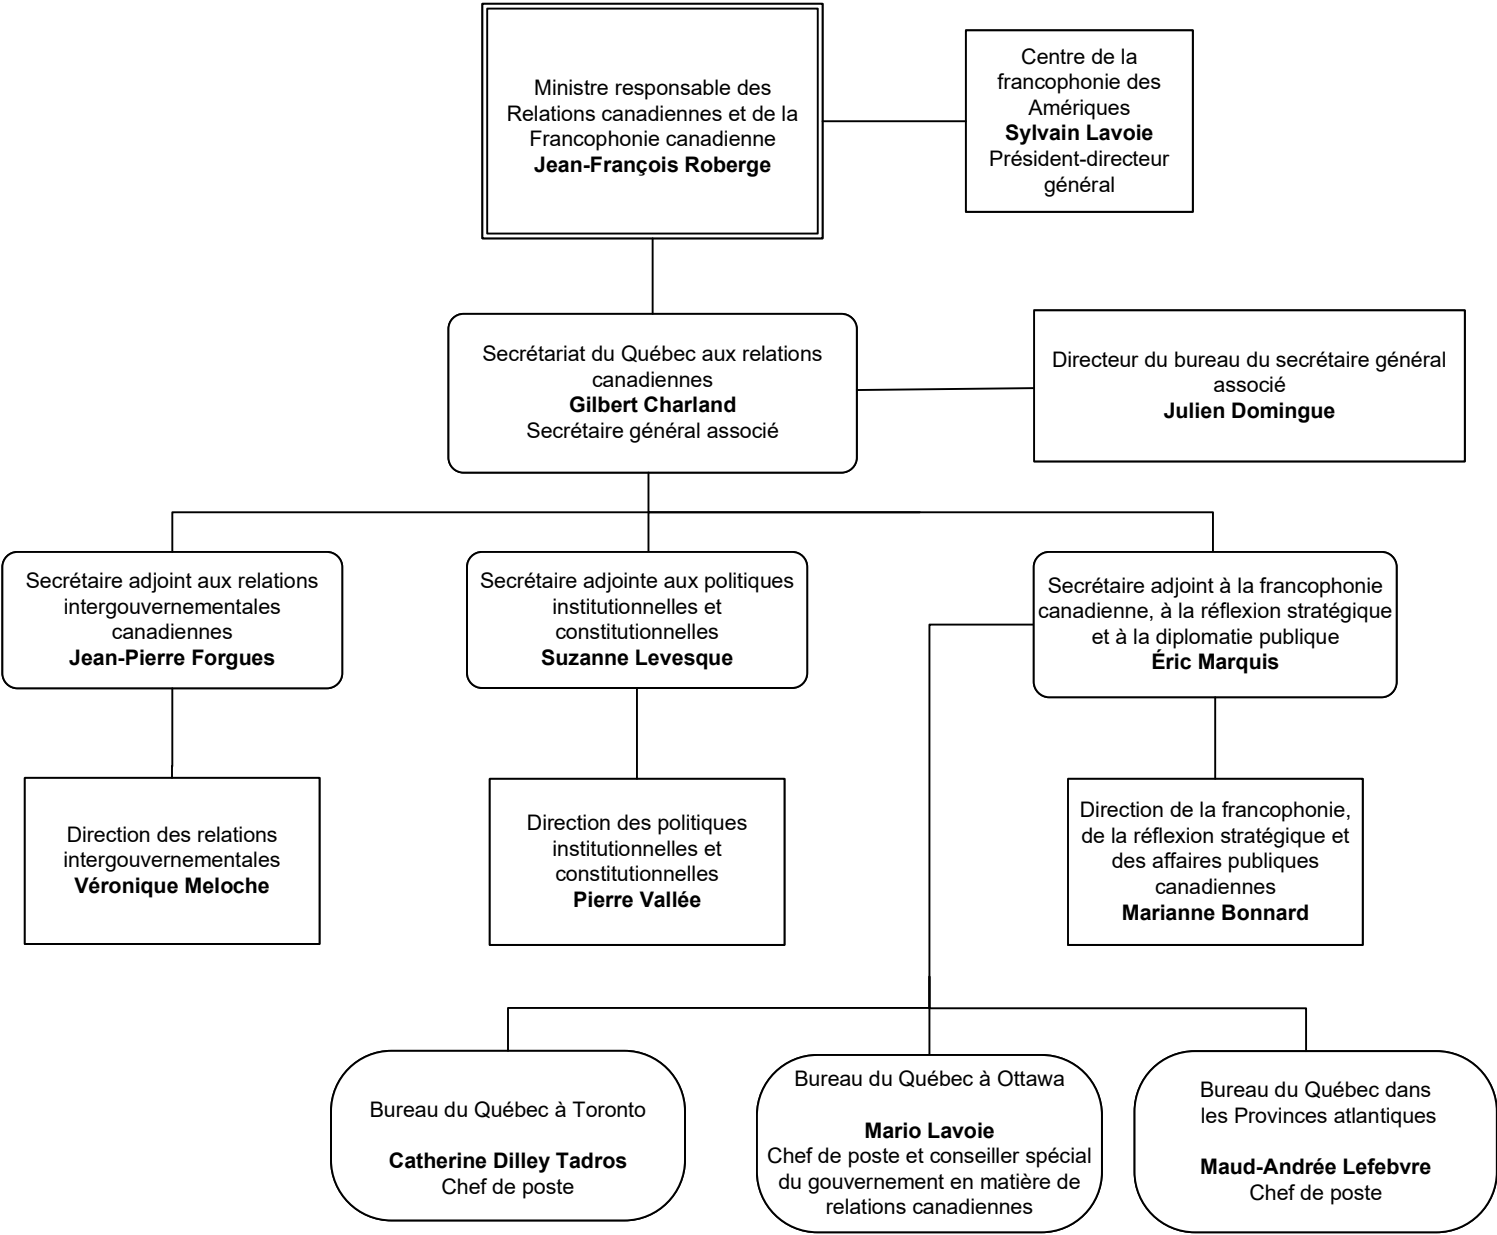 Ministre responsable des
Relations canadiennes et de la
Francophonie canadienne
Jean-François Roberge
Centre de la
francophonie des
Amériques
Sylvain Lavoie
Président-directeur
général
Secrétariat du Québec aux relations
canadiennes
Gilbert Charland
Secrétaire général associé
Directeur du bureau du secrétaire général
associé
Julien Domingue
Secrétaire adjoint aux relations
intergouvernementales
canadiennes
Jean-Pierre Forgues
Secrétaire adjointe aux politiques
institutionnelles et
constitutionnelles
Suzanne Levesque
Secrétaire adjoint à la francophonie
canadienne, à la réflexion stratégique
et à la diplomatie publique
Éric Marquis
Direction des relations
intergouvernementales
Véronique Meloche
Direction des politiques
institutionnelles et
constitutionnelles
Pierre Vallée
Direction de la francophonie,
de la réflexion stratégique et
des affaires publiques
canadiennes
Marianne Bonnard
Bureau du Québec à Toronto
Catherine Dilley Tadros
Chef de poste
Bureau du Québec à Ottawa
Mario Lavoie
Chef de poste et conseiller spécial
du gouvernement en matière de
relations canadiennes
Bureau du Québec dans
les Provinces atlantiques
Maud-Andrée Lefebvre
Chef de poste